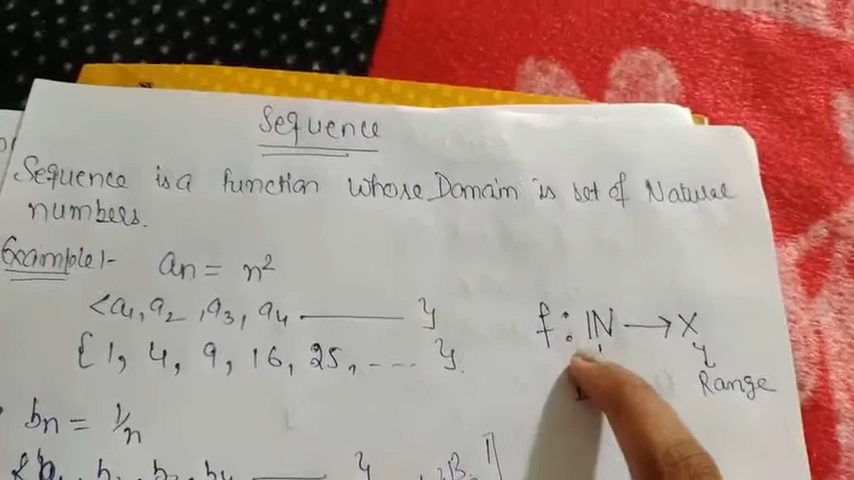 Sequence
Sequence is a function whose Domain is set of Natural
numbers.
Example:- an = n²
<a1, a2, a3, a4 ——— }
{1, 4, 9, 16, 25, ---- }
f : IN → X
Range
bn = 1/n